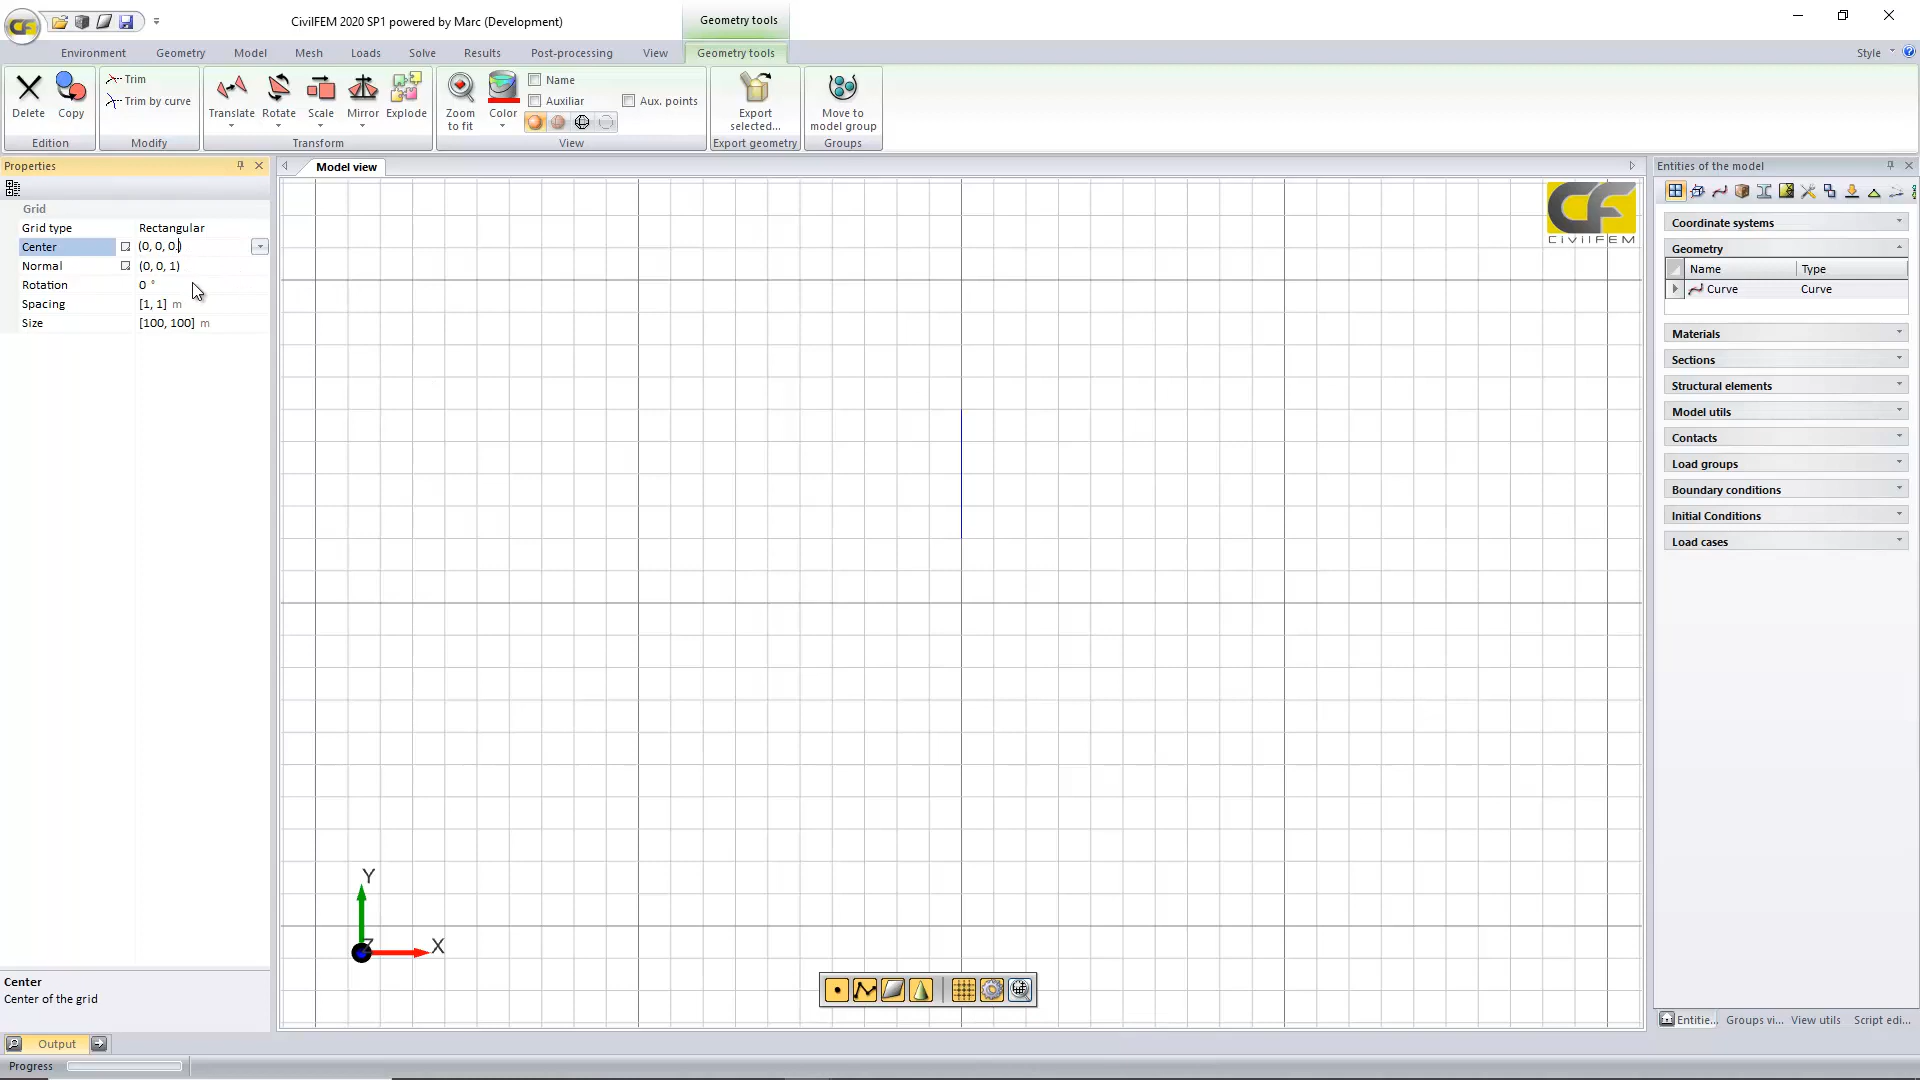 CivilFEM 2020 SP1 powered by Marc (Development)
Geometry tools
Environment Geometry Model Mesh Loads Solve Results Post-processing View Geometry tools Style
Trim
Trim by curve
Name
Auxiliar
Aux. points
Delete Copy Translate Rotate Scale Mirror Explode
Zoom to fit
Color
Export selected...
Move to model group
Edition Modify Transform View Export geometry Groups
Properties
Model view
Entities of the model
Grid
Grid type Rectangular
Center (0, 0, 0.)
Normal (0, 0, 1)
Rotation 0 °
Spacing [1, 1] m
Size [100, 100] m
CIVILFEM
Coordinate systems
Geometry
Name Type
Curve Curve
Materials
Sections
Structural elements
Model utils
Contacts
Load groups
Boundary conditions
Initial Conditions
Load cases
Y
Z
X
Center
Center of the grid
Entitie... Groups vi... View utils Script edi...
Output
Progress